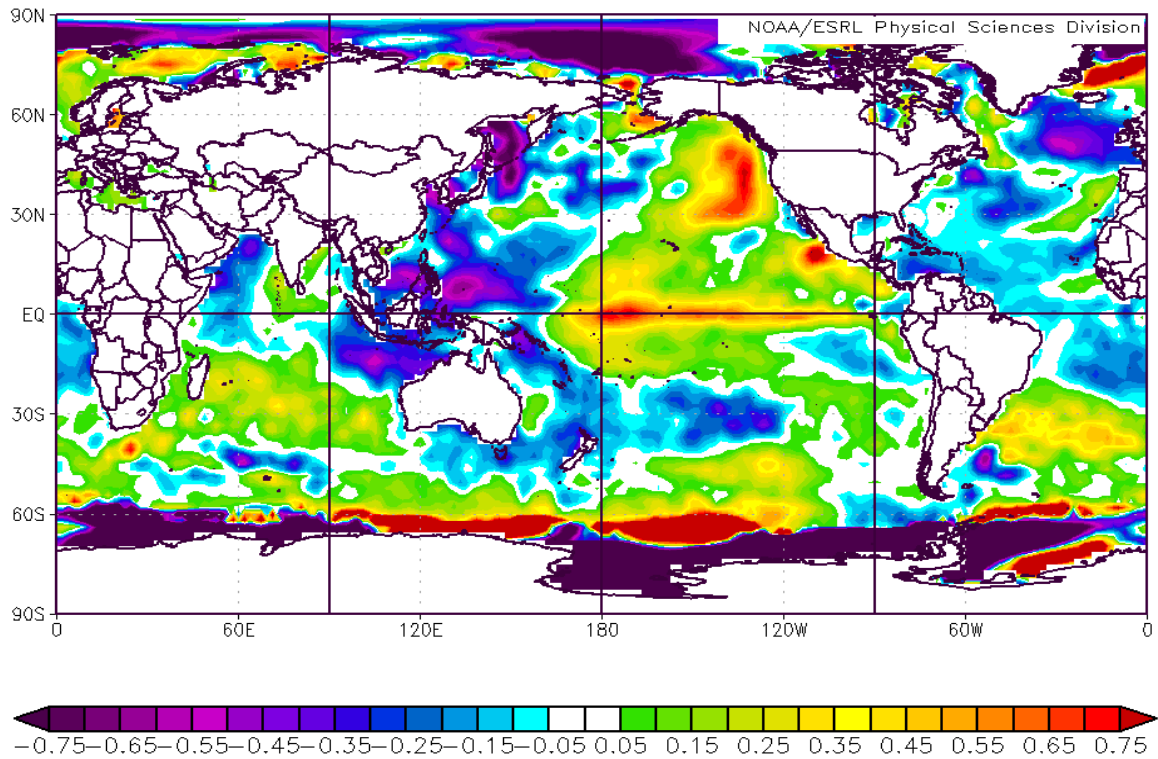 NOAA/ESRL Physical Sciences Division
90N
60N
30N
EQ
30S
60S
90S
0 60E 120E 180 120W 60W 0
−0.75−0.65−0.55−0.45−0.35−0.25−0.15−0.05 0.05 0.15 0.25 0.35 0.45 0.55 0.65 0.75